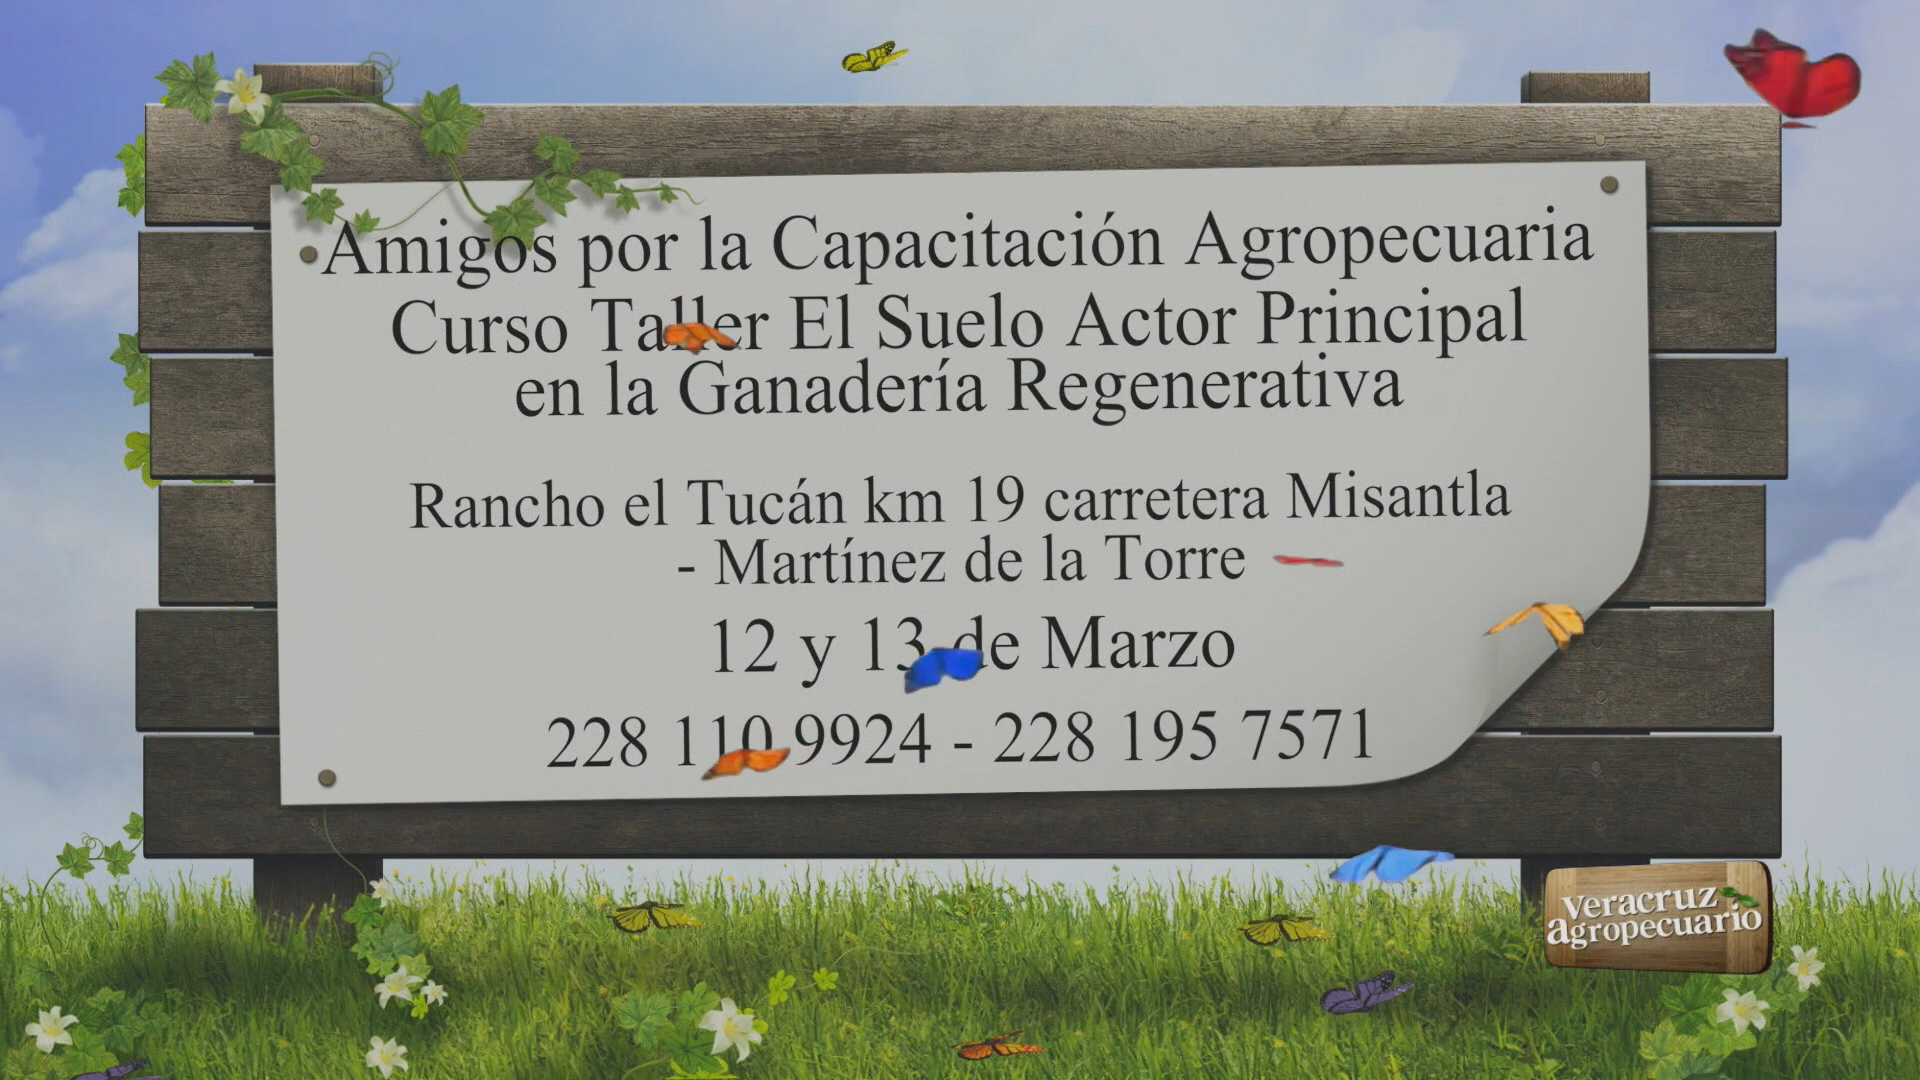 Amigos por la Capacitación Agropecuaria
Curso Taller El Suelo Actor Principal
en la Ganadería Regenerativa
Rancho el Tucán km 19 carretera Misantla
- Martínez de la Torre
12 y 13 de Marzo
228 110 9924 - 228 195 7571
veracruz
agropecuario